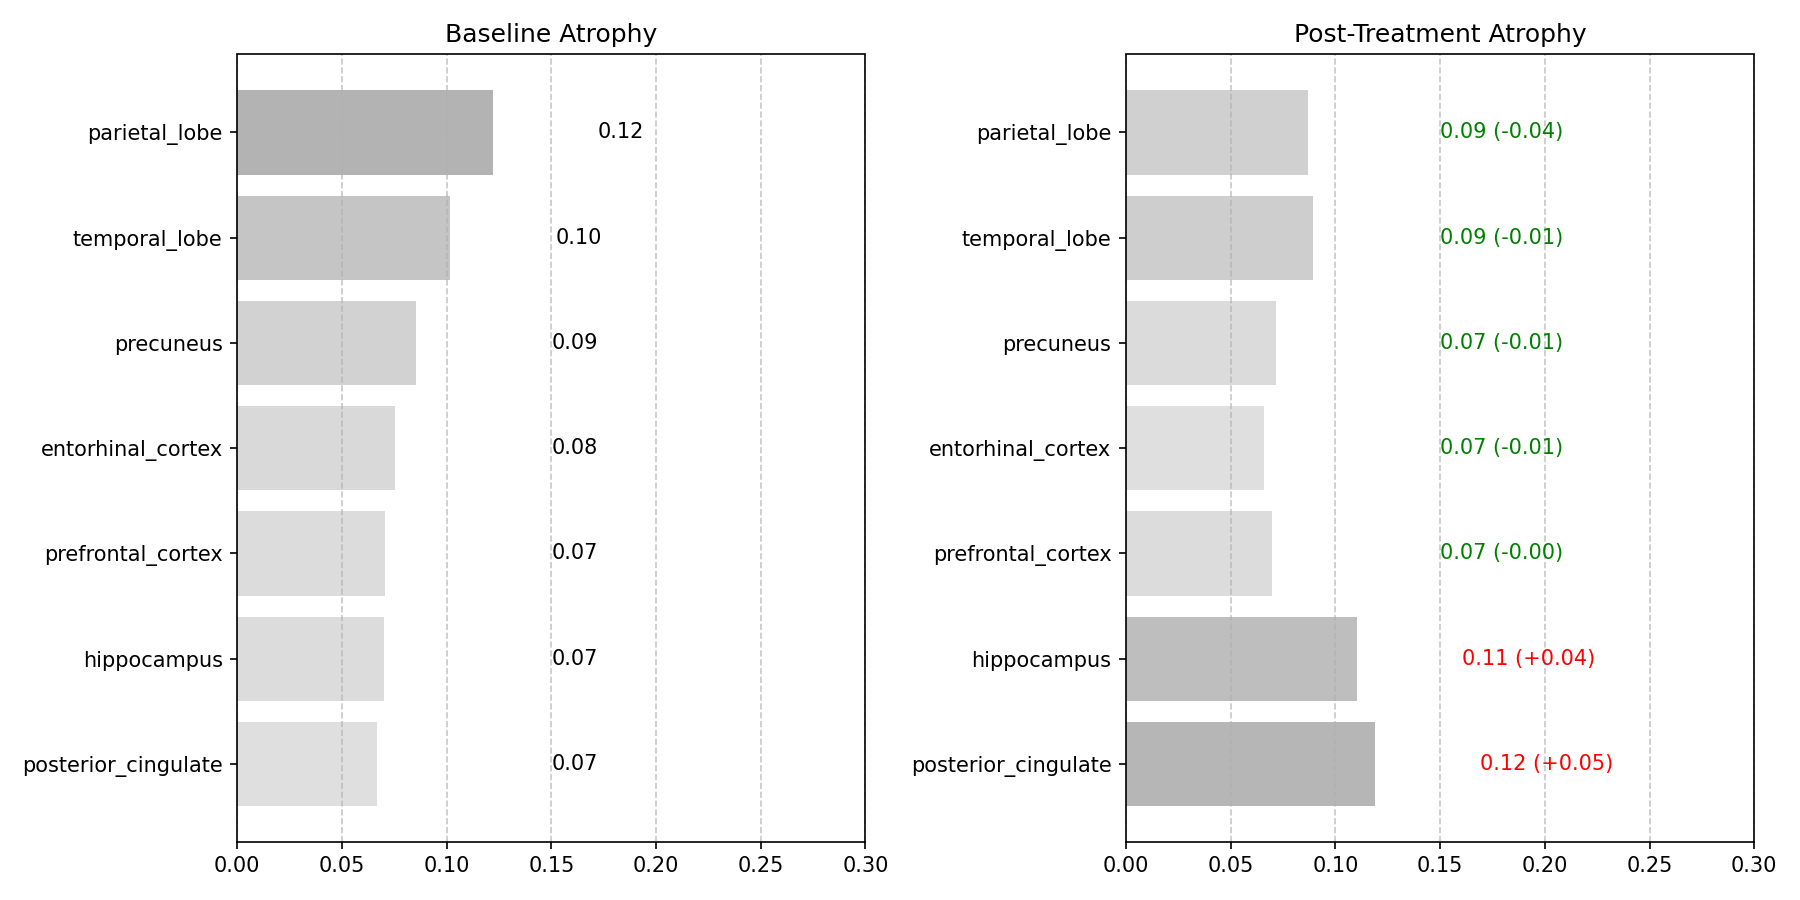 Baseline Atrophy
parietal_lobe
0.12
temporal_lobe
0.10
precuneus
0.09
entorhinal_cortex
0.08
prefrontal_cortex
0.07
hippocampus
0.07
posterior_cingulate
0.07
0.00 0.05 0.10 0.15 0.20 0.25 0.30
Post-Treatment Atrophy
parietal_lobe
0.09 (-0.04)
temporal_lobe
0.09 (-0.01)
precuneus
0.07 (-0.01)
entorhinal_cortex
0.07 (-0.01)
prefrontal_cortex
0.07 (-0.00)
hippocampus
0.11 (+0.04)
posterior_cingulate
0.12 (+0.05)
0.00 0.05 0.10 0.15 0.20 0.25 0.30